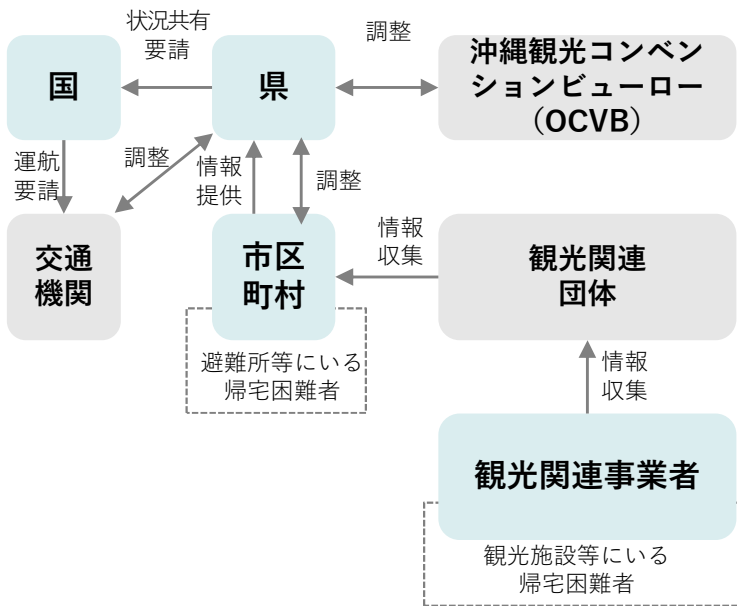 状況共有
要請
調整
国
県
沖縄観光コンベン
ションビューロー
（OCVB）
運航
要請
調整
情報
提供
調整
交通
機関
市区
町村
情報
収集
観光関連
団体
避難所等にいる
帰宅困難者
情報
収集
観光関連事業者
観光施設等にいる
帰宅困難者